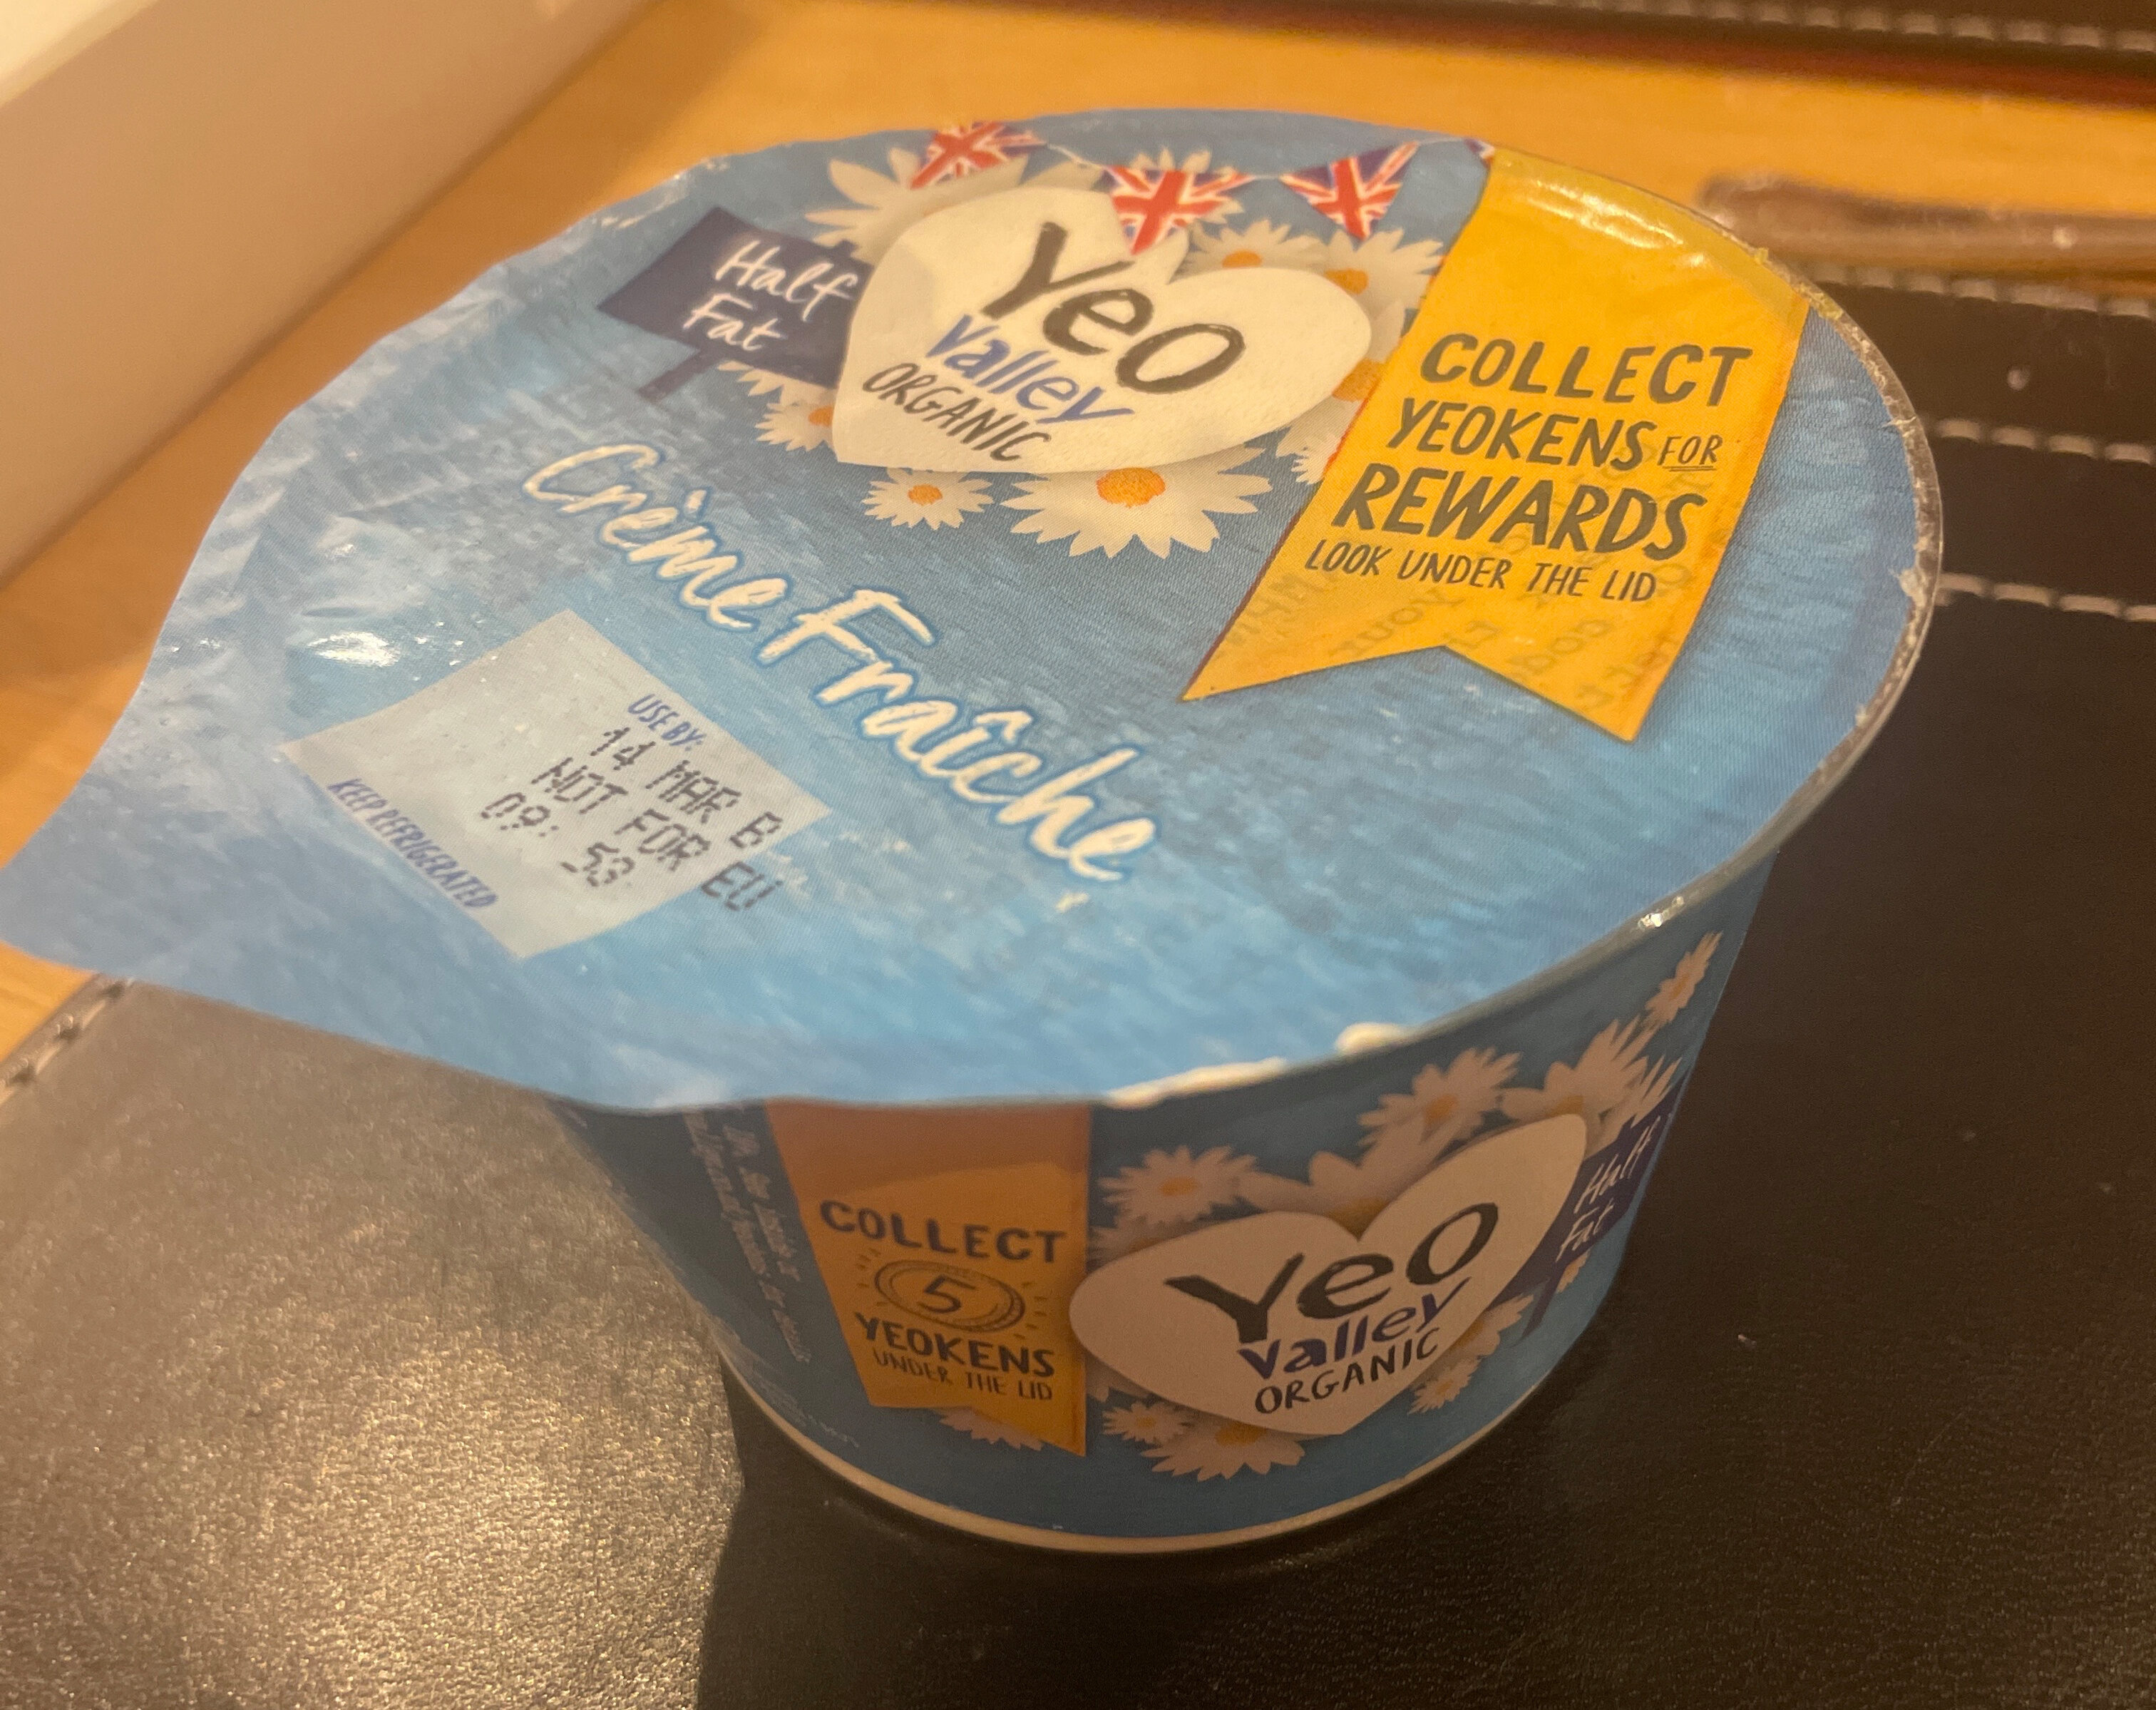 Half
Fat
Yeo
Valley
ORGANIC
COLLECT
YEOKENS FOR
REWARDS
LOOK UNDER THE LID
Crème Fraîche
USE BY:
14 MAR B
NOT FOR EU
09: 53
KEEP REFRIGERATED
COLLECT
5
YEOKENS
UNDER THE LID
Yeo
Valley
ORGANIC
Half
Fat